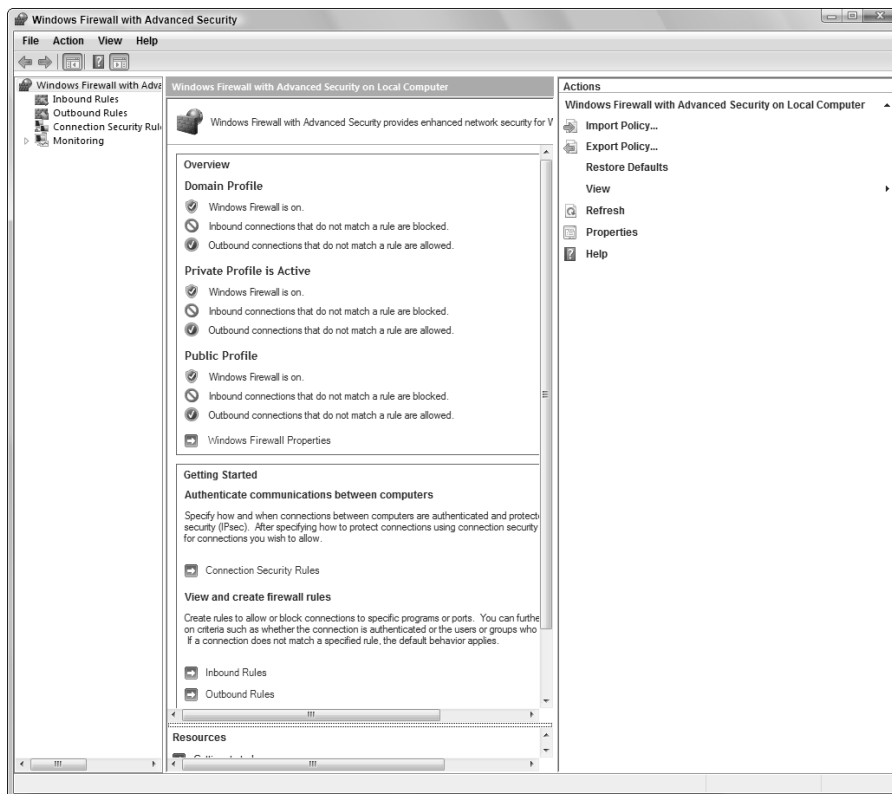 Windows Firewall with Advanced Security
File Action View Help
Windows Firewall with Adva
Inbound Rules
Outbound Rules
Connection Security Rul
Monitoring
Windows Firewall with Advanced Security on Local Computer
Windows Firewall with Advanced Security provides enhanced network security for W
Overview
Domain Profile
Windows Firewall is on.
Inbound connections that do not match a rule are blocked.
Outbound connections that do not match a rule are allowed.
Private Profile is Active
Windows Firewall is on.
Inbound connections that do not match a rule are blocked.
Outbound connections that do not match a rule are allowed.
Public Profile
Windows Firewall is on.
Inbound connections that do not match a rule are blocked.
Outbound connections that do not match a rule are allowed.
Windows Firewall Properties
Getting Started
Authenticate communications between computers
Specify how and when connections between computers are authenticated and protect
security (IPsec). After specifying how to protect connections using connection security
for connections you wish to allow.
Connection Security Rules
View and create firewall rules
Create rules to allow or block connections to specific programs or ports. You can furthe
on criteria such as whether the connection is authenticated or the users or groups who
If a connection does not match a specified rule, the default behavior applies.
Inbound Rules
Outbound Rules
Resources
Actions
Windows Firewall with Advanced Security on Local Computer
Import Policy...
Export Policy...
Restore Defaults
View
Refresh
Properties
Help